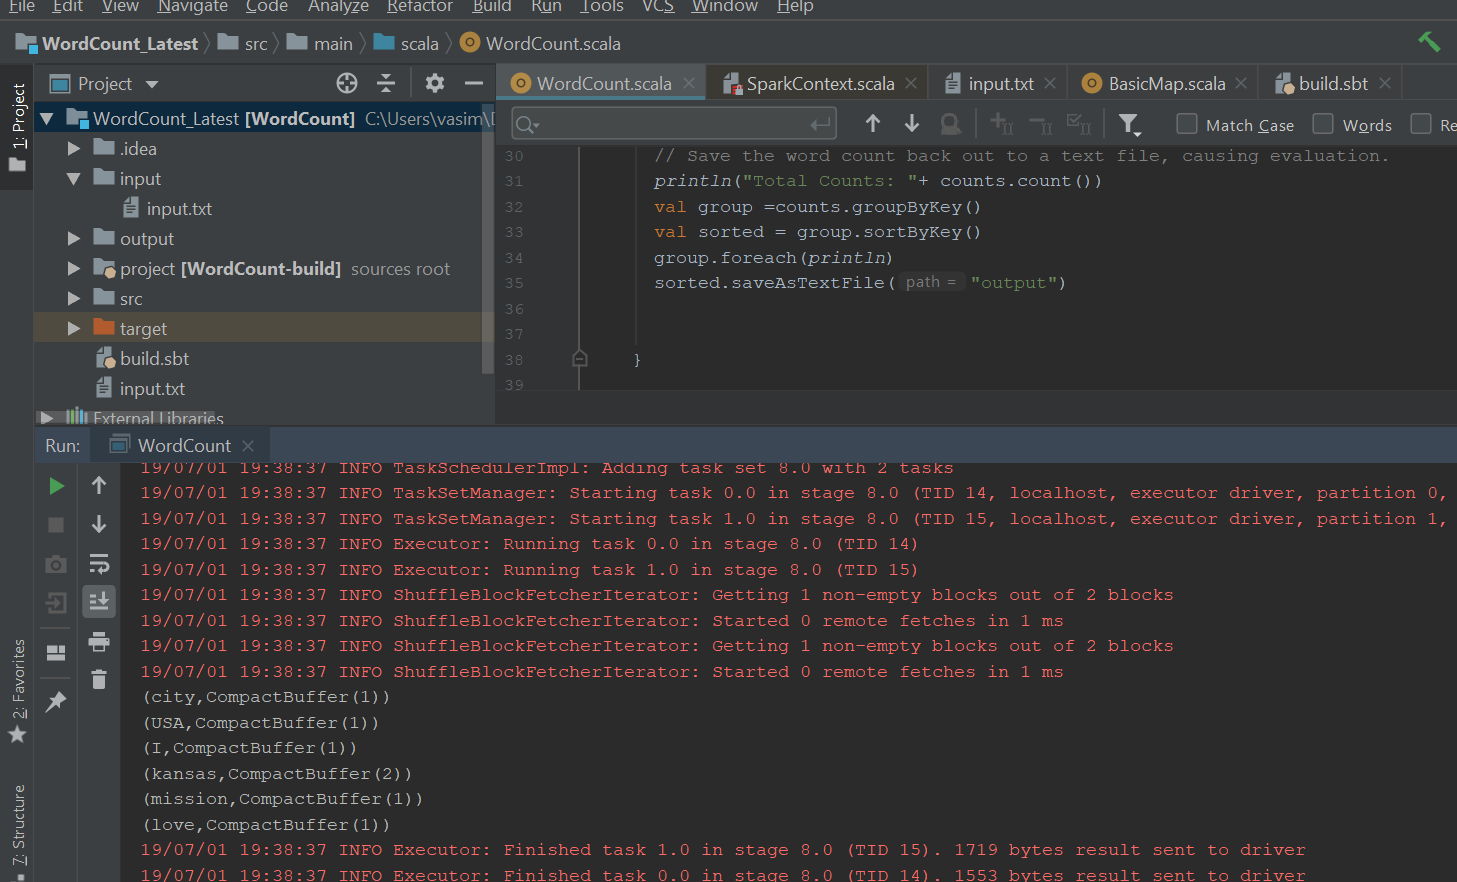 File Edit View Navigate Code Analyze Refactor Build Run Tools VCS Window Help
WordCount_Latest src main scala WordCount.scala
Project
WordCount.scala SparkContext.scala input.txt BasicMap.scala build.sbt
1: Project
WordCount_Latest [WordCount] C:\Users\vasim\
Match Case Words Re
.idea
input
input.txt
output
project [WordCount-build] sources root
src
target
build.sbt
input.txt
External Libraries
30 // Save the word count back out to a text file, causing evaluation.
31 println("Total Counts: "+ counts.count())
32 val group =counts.groupByKey()
33 val sorted = group.sortByKey()
34 group.foreach(println)
35 sorted.saveAsTextFile( path = "output")
36
37
38 }
39
Run: WordCount
19/07/01 19:38:37 INFO TaskSchedulerImpl: Adding task set 8.0 with 2 tasks
19/07/01 19:38:37 INFO TaskSetManager: Starting task 0.0 in stage 8.0 (TID 14, localhost, executor driver, partition 0,
19/07/01 19:38:37 INFO TaskSetManager: Starting task 1.0 in stage 8.0 (TID 15, localhost, executor driver, partition 1,
19/07/01 19:38:37 INFO Executor: Running task 0.0 in stage 8.0 (TID 14)
19/07/01 19:38:37 INFO Executor: Running task 1.0 in stage 8.0 (TID 15)
19/07/01 19:38:37 INFO ShuffleBlockFetcherIterator: Getting 1 non-empty blocks out of 2 blocks
19/07/01 19:38:37 INFO ShuffleBlockFetcherIterator: Started 0 remote fetches in 1 ms
19/07/01 19:38:37 INFO ShuffleBlockFetcherIterator: Getting 1 non-empty blocks out of 2 blocks
19/07/01 19:38:37 INFO ShuffleBlockFetcherIterator: Started 0 remote fetches in 1 ms
(city,CompactBuffer(1))
(USA,CompactBuffer(1))
(I,CompactBuffer(1))
(kansas,CompactBuffer(2))
(mission,CompactBuffer(1))
(love,CompactBuffer(1))
19/07/01 19:38:37 INFO Executor: Finished task 1.0 in stage 8.0 (TID 15). 1719 bytes result sent to driver
19/07/01 19:38:37 INFO Executor: Finished task 0.0 in stage 8.0 (TID 14). 1553 bytes result sent to driver
2: Favorites
7: Structure